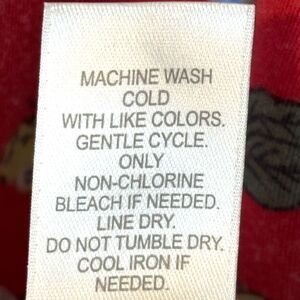 MACHINE WASH
COLD
WITH LIKE COLORS.
GENTLE CYCLE.
ONLY
NON-CHLORINE
BLEACH IF NEEDED.
LINE DRY.
DO NOT TUMBLE DRY.
COOL IRON IF
NEEDED.